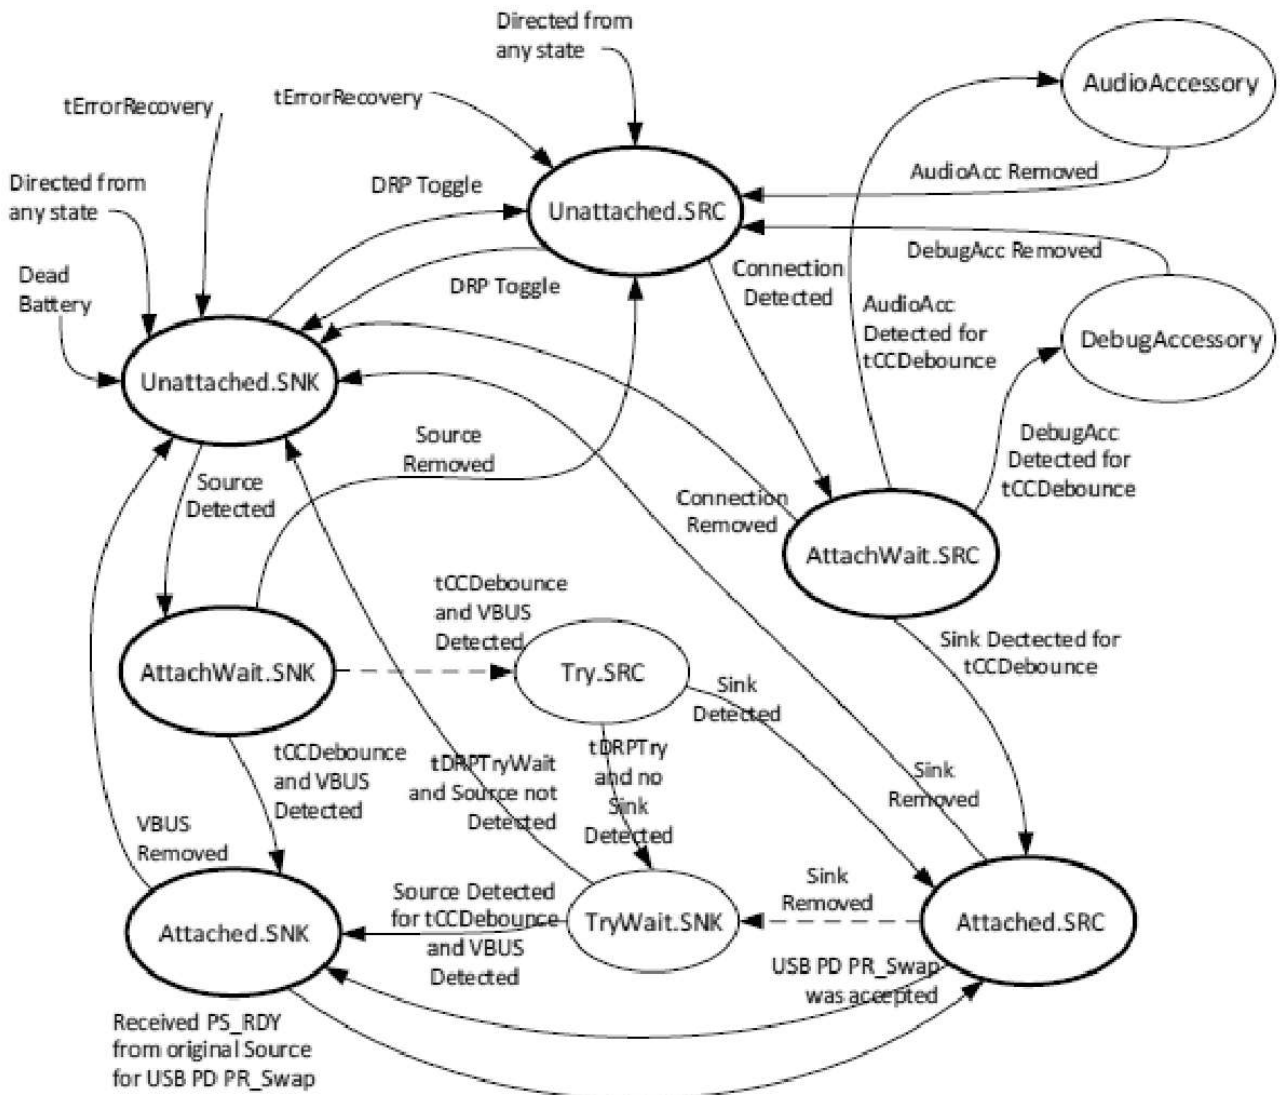 Directed from
any state
AudioAccessory
tErrorRecovery
tErrorRecovery
Directed from
any state
DRP Toggle
AudioAcc Removed
Unattached.SRC
DebugAcc Removed
Connection
Detected
Dead
Battery
DRP Toggle
AudioAcc
Detected for
tCCDebounce
DebugAccessory
Unattached.SNK
Source
Removed
DebugAcc
Detected for
tCCDebounce
Source
Detected
Connection
Removed
AttachWait.SRC
tCCDebounce
and VBUS
Detected
Sink Dectected for
tCCDebounce
AttachWait.SNK
Try.SRC
Sink
Detected
tCCDebounce
and VBUS
Detected
tDRPTryWait
and Source not
Detected
tDRPTry
and no
Sink
Detected
Sink
Removed
VBUS
Removed
Source Detected
for tCCDebounce
and VBUS
Detected
Sink
Removed
Attached.SNK
TryWait.SNK
Attached.SRC
USB PD PR_Swap
was accepted
Received PS_RDY
from original Source
for USB PD PR_Swap